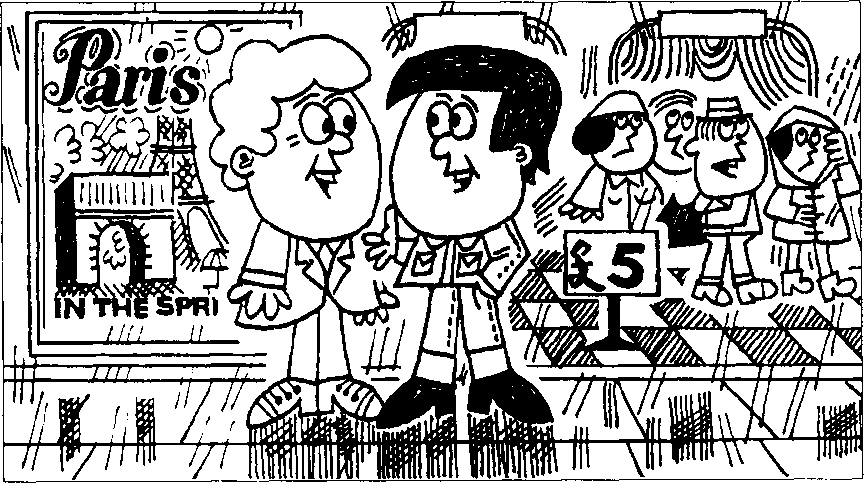 Paris
IN THE SPRI
£5